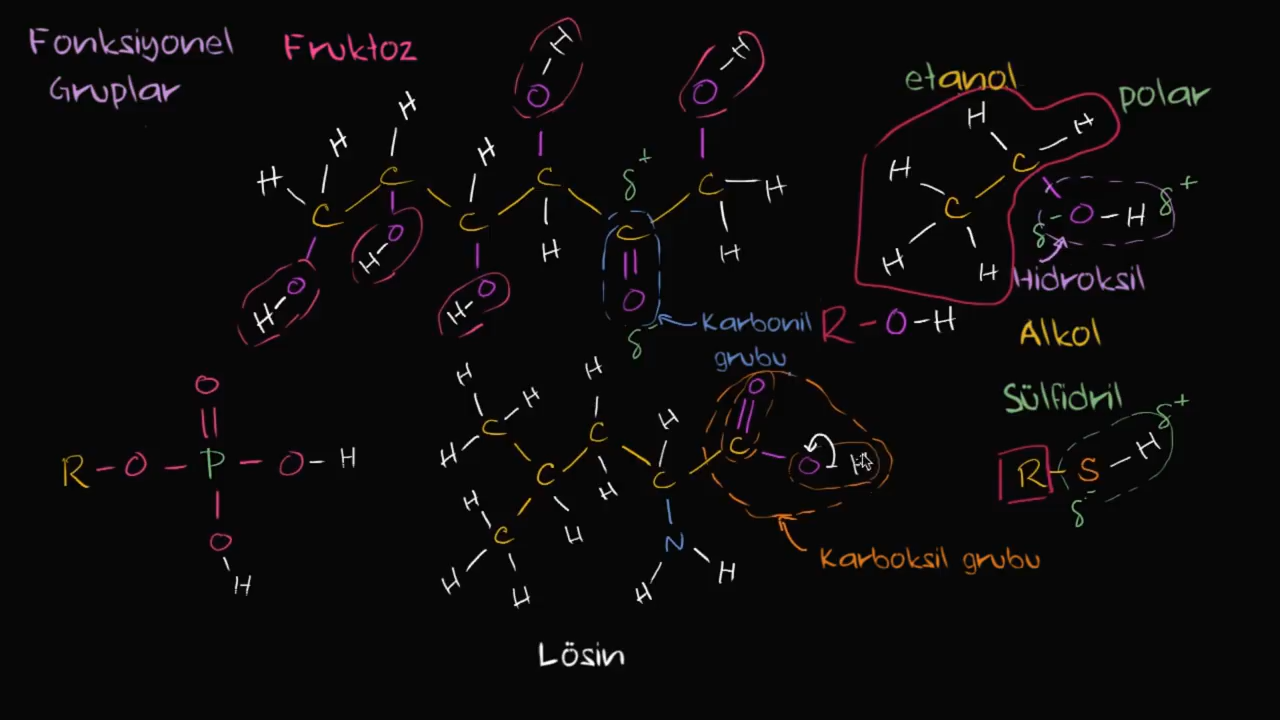 Fonksiyonel
Gruplar
Fruktoz
H
H
H
H
H
H
H
O
O
C
C
C
C
C
C
H
H
δ+
O
H
O
H
O
H
O
δ-
Karbonil
grubu
etanol
polar
H
H
H
H
H
C
C
O-H
δ-
δ+
Hidroksil
R-O-H
Alkol
Sülfidril
R-S-H
δ-
δ+
O
R-O-P-O-H
O
H
H
H
H
H
H
H
H
H
H
H
H
C
C
C
C
C
C
O
O
H
N
H
H
Karboksil grubu
Lösin